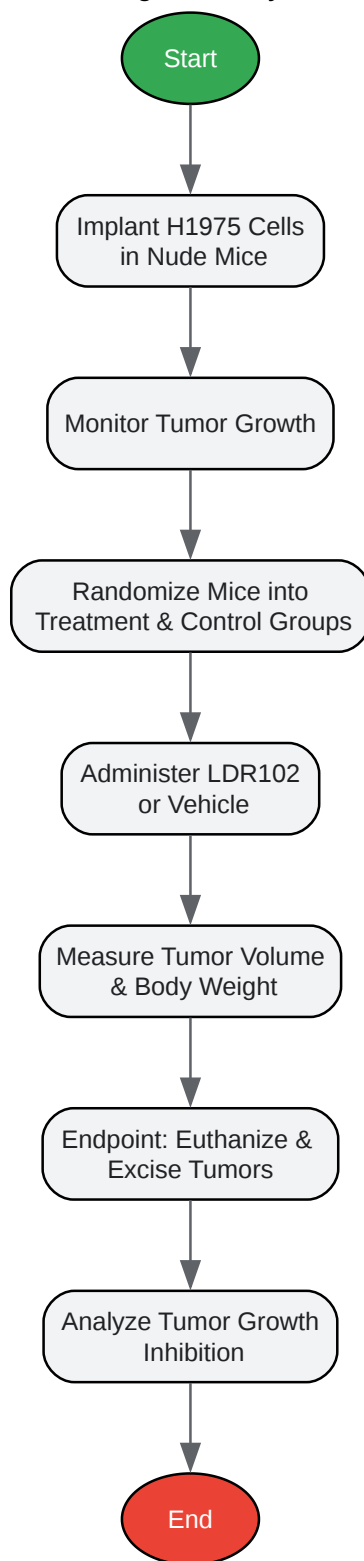 Start
Implant H1975 Cells
in Nude Mice
Monitor Tumor Growth
Randomize Mice into
Treatment & Control Groups
Administer LDR102
or Vehicle
Measure Tumor Volume
& Body Weight
Endpoint: Euthanize &
Excise Tumors
Analyze Tumor Growth
Inhibition
End